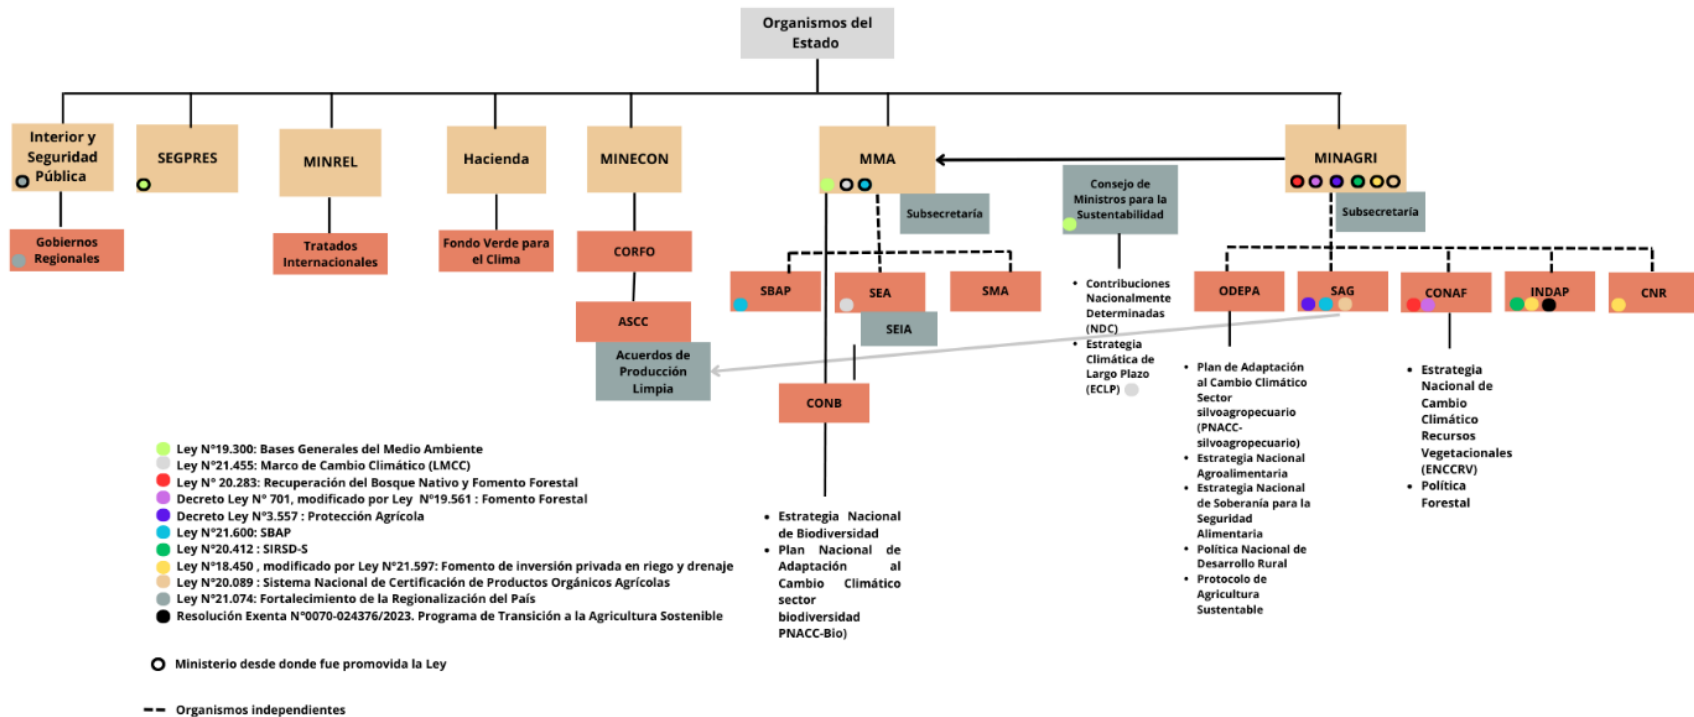 Organismos del
Estado
Interior y
Seguridad
Pública
SEGPRES
MINREL
Hacienda
MINECON
MMA
MINAGRI
Subsecretaría
Consejo de
Ministros para la
Sustentabilidad
Subsecretaría
Gobiernos
Regionales
Tratados
Internacionales
Fondo Verde para
el Clima
CORFO
ASCC
Acuerdos de
Producción
Limpia
SBAP
SEA
SMA
SEIA
CONB
• Contribuciones
Nacionalmente
Determinadas
(NDC)
• Estrategia
Climática de
Largo Plazo
(ECLP)
ODEPA
SAG
CONAF
INDAP
CNR
• Plan de Adaptación
al Cambio Climático
Sector
silvoagropecuario
(PNACC-
silvoagropecuario)
• Estrategia Nacional
Agroalimentaria
• Estrategia Nacional
de Soberanía para la
Seguridad
Alimentaria
• Política Nacional de
Desarrollo Rural
• Protocolo de
Agricultura
Sustentable
• Estrategia
Nacional de
Cambio
Climático
Recursos
Vegetacionales
(ENCCRV)
• Política
Forestal
• Estrategia Nacional
de Biodiversidad
• Plan Nacional de
Adaptación al
Cambio Climático
sector
biodiversidad
PNACC-Bio)
Ley N°19.300: Bases Generales del Medio Ambiente
Ley N°21.455: Marco de Cambio Climático (LMCC)
Ley N° 20.283: Recuperación del Bosque Nativo y Fomento Forestal
Decreto Ley N° 701, modificado por Ley N°19.561 : Fomento Forestal
Decreto Ley N°3.557 : Protección Agrícola
Ley N°21.600: SBAP
Ley N°20.412 : SIRSD-S
Ley N°18.450 , modificado por Ley N°21.597: Fomento de inversión privada en riego y drenaje
Ley N°20.089 : Sistema Nacional de Certificación de Productos Orgánicos Agrícolas
Ley N°21.074: Fortalecimiento de la Regionalización del País
Resolución Exenta N°0070-024376/2023. Programa de Transición a la Agricultura Sostenible
Ministerio desde donde fue promovida la Ley
Organismos independientes